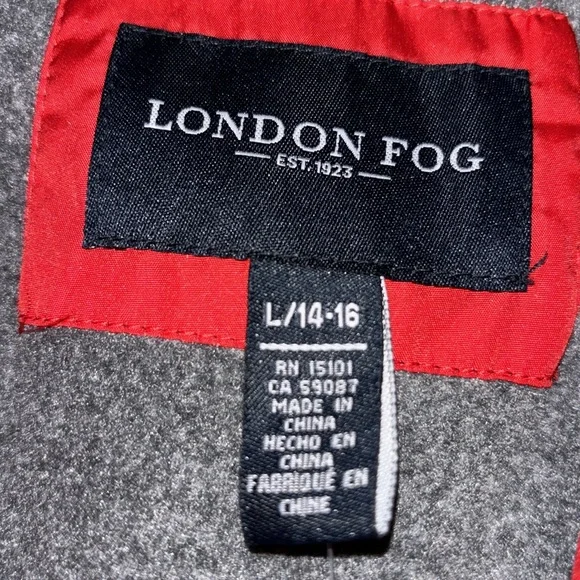 LONDON FOG
EST. 1923
L/14-16
RN 15101
CA 59087
MADE IN
CHINA
HECHO EN
CHINA
FABRIQUÉ EN
CHINE